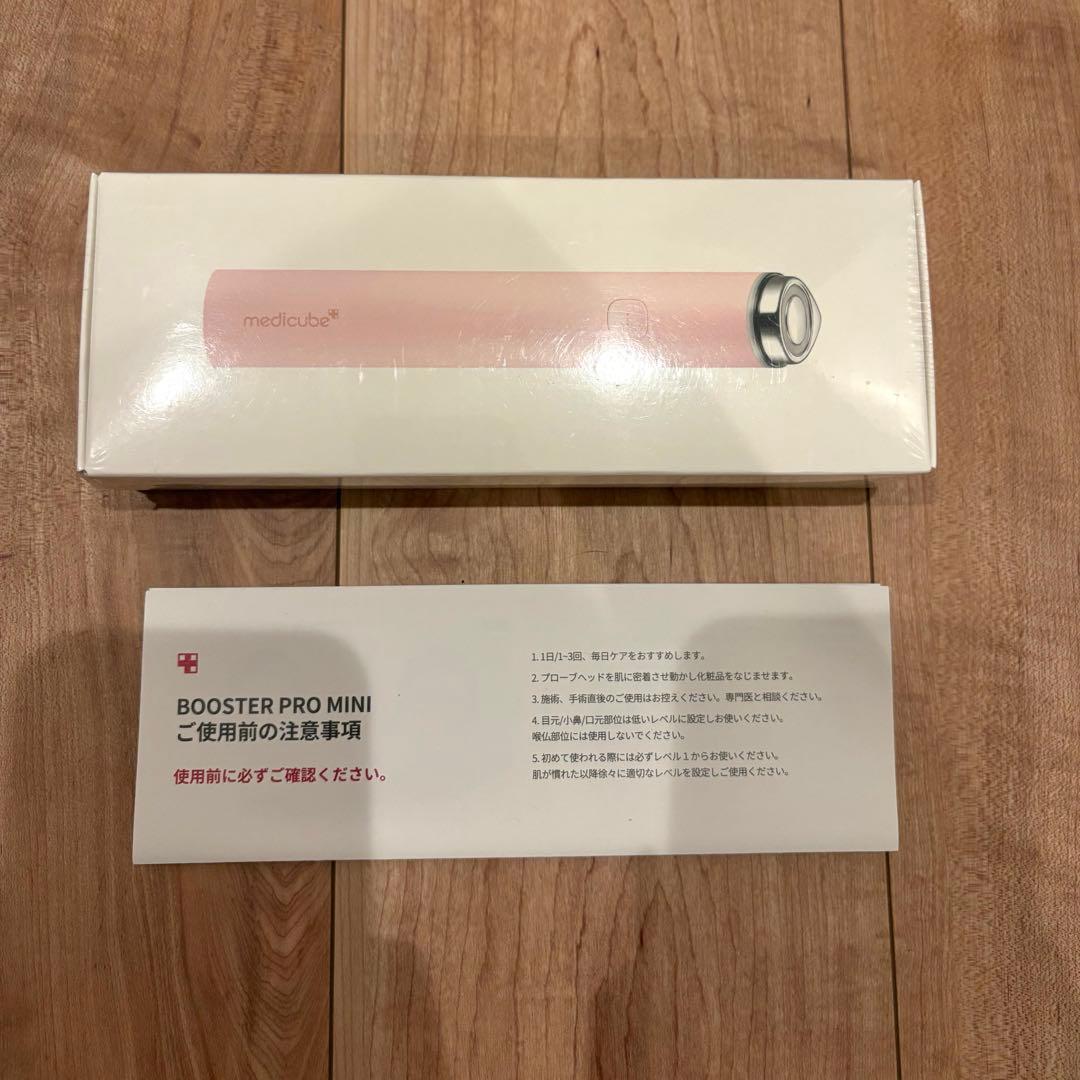 medicube
BOOSTER PRO MINI
ご使用前の注意事項
使用前に必ずご確認ください。
1. 1日/1~3回、毎日ケアをおすすめします。
2. プローブヘッドを肌に密着させ動かし化粧品をなじませます。
3. 施術、手術直後のご使用はお控えください。専門医と相談ください。
4. 目元/小鼻/口元部位は低いレベルに設定しお使いください。
喉仏部位には使用しないでください。
5. 初めて使われる際には必ずレベル１からお使いください。
肌が慣れた以降徐々に適切なレベルを設定しご使用ください。